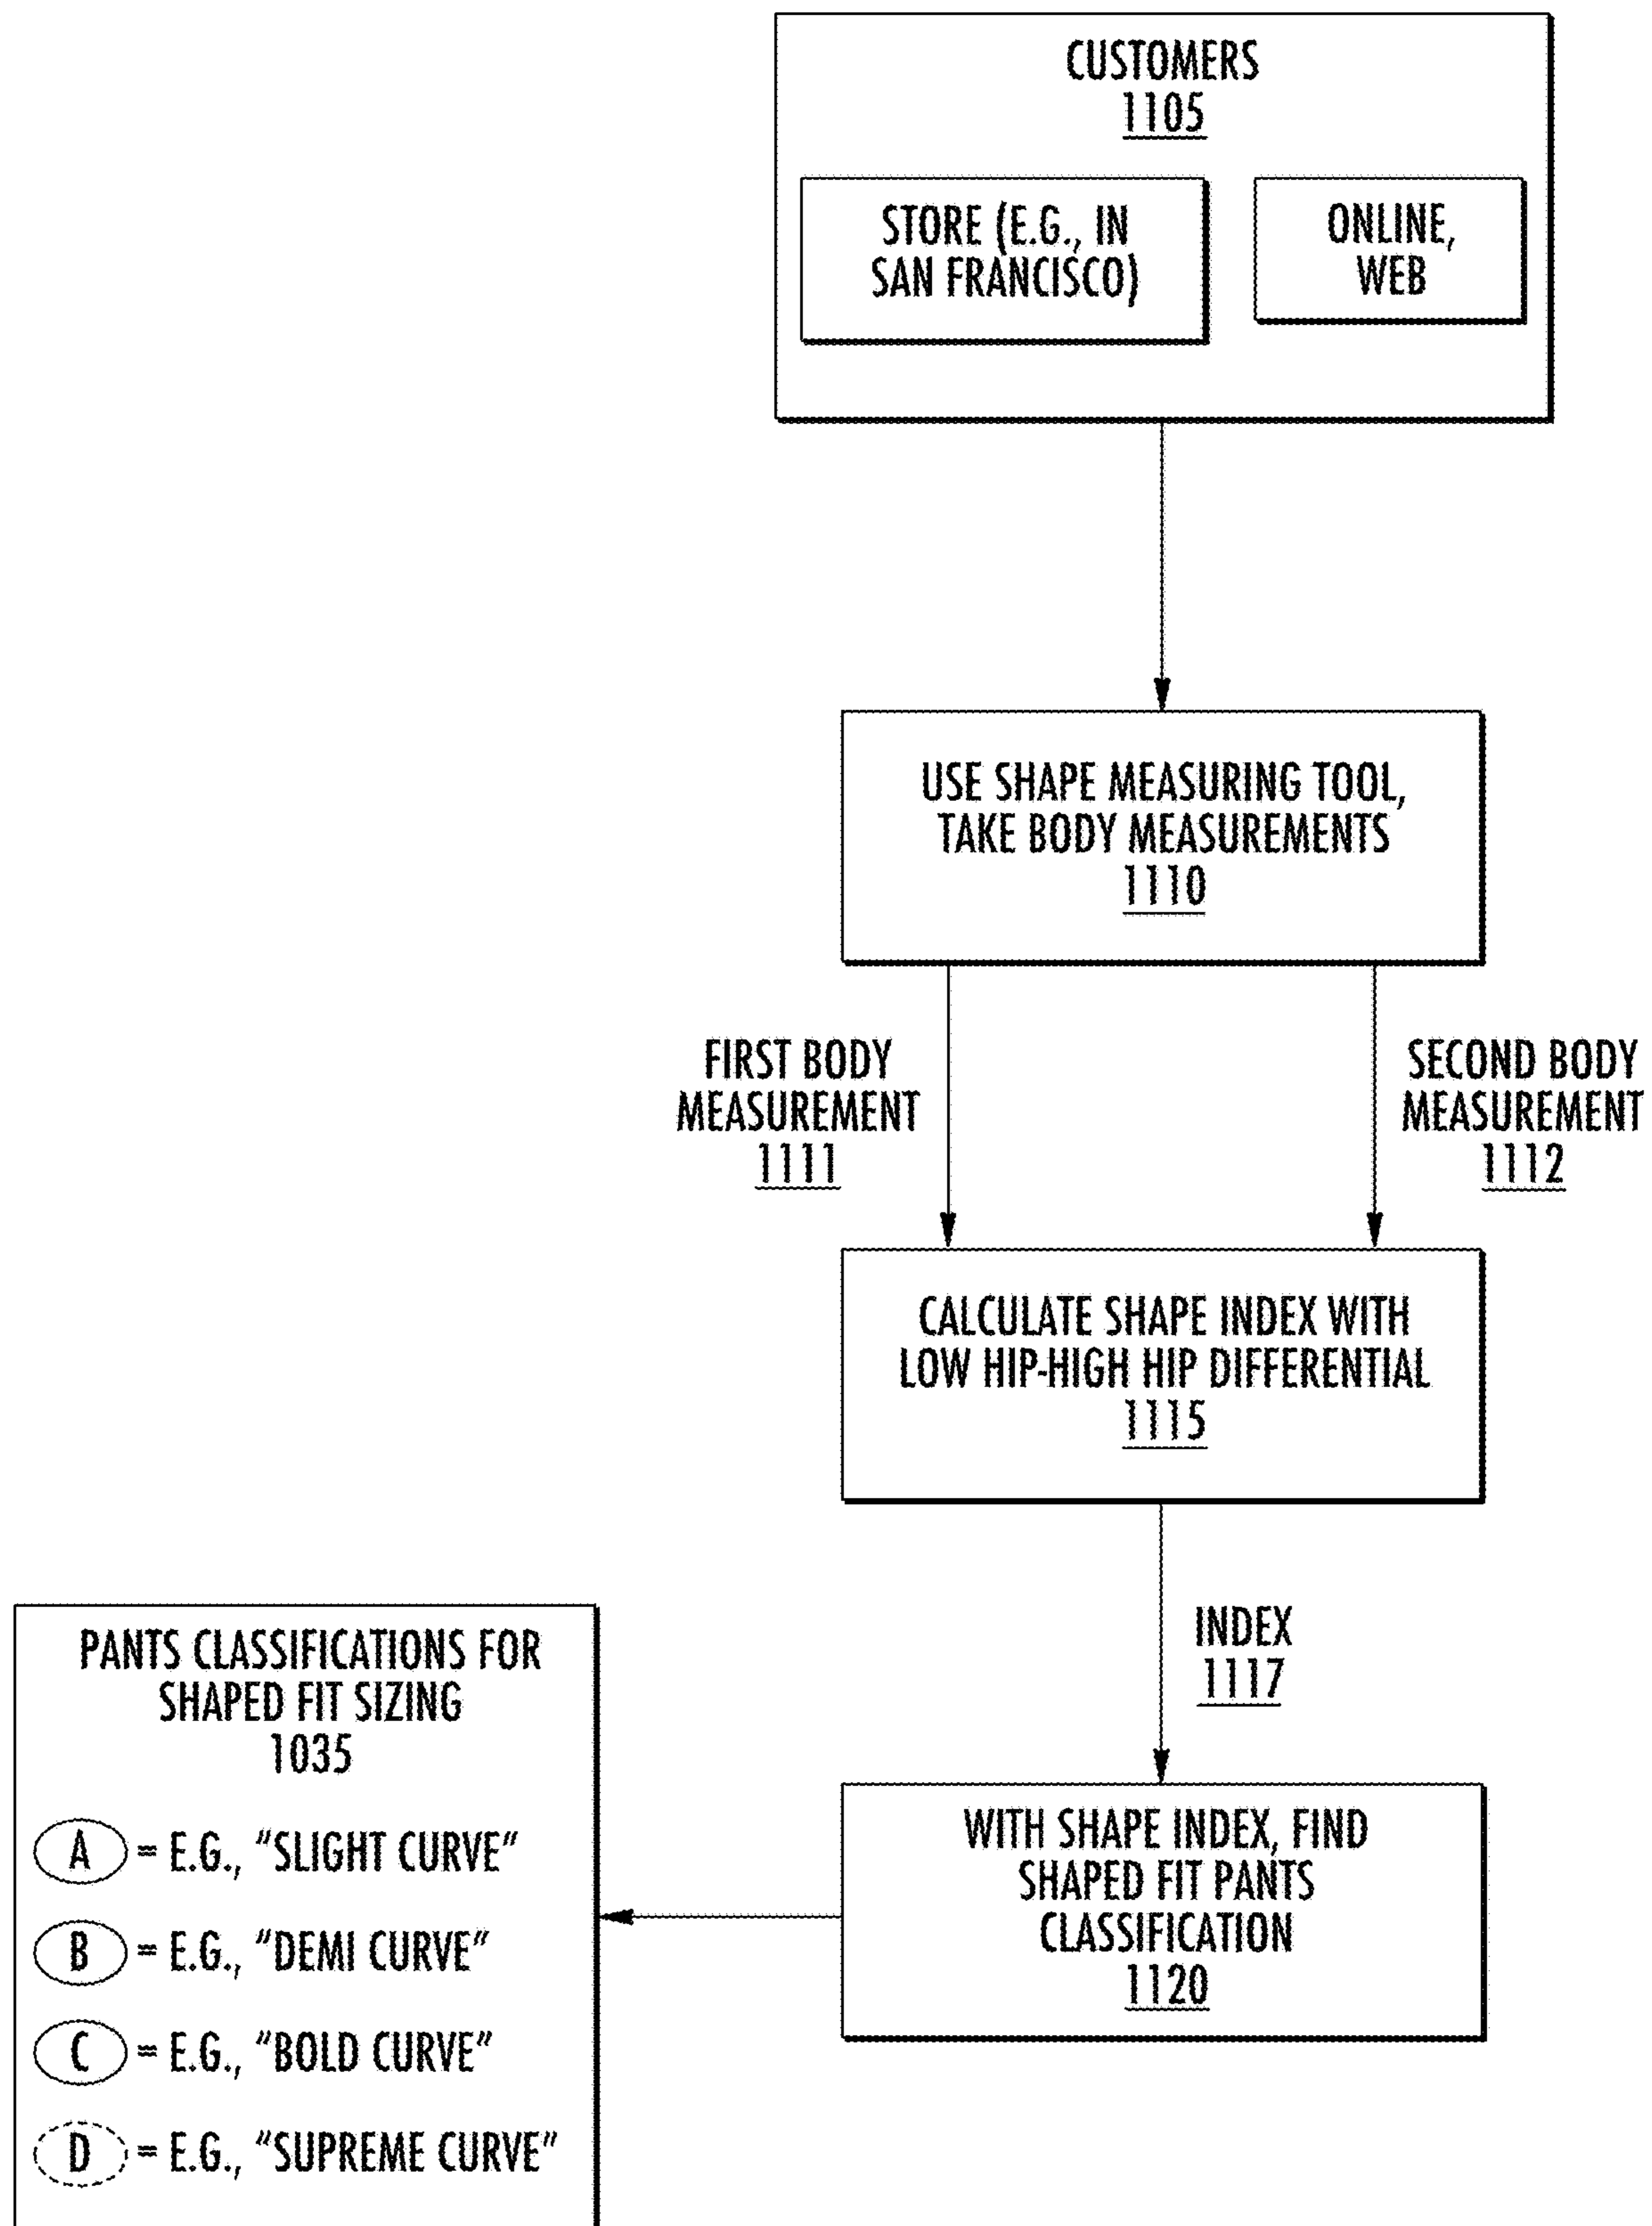 CUSTOMERS
1105
STORE (E.G., IN
SAN FRANCISCO)
ONLINE,
WEB
USE SHAPE MEASURING TOOL,
TAKE BODY MEASUREMENTS
1110
FIRST BODY
MEASUREMENT
1111
SECOND BODY
MEASUREMENT
1112
CALCULATE SHAPE INDEX WITH
LOW HIP-HIGH HIP DIFFERENTIAL
1115
INDEX
1117
WITH SHAPE INDEX, FIND
SHAPED FIT PANTS
CLASSIFICATION
1120
PANTS CLASSIFICATIONS FOR
SHAPED FIT SIZING
1035
A = E.G., "SLIGHT CURVE"
B = E.G., "DEMI CURVE"
C = E.G., "BOLD CURVE"
D = E.G., "SUPREME CURVE"